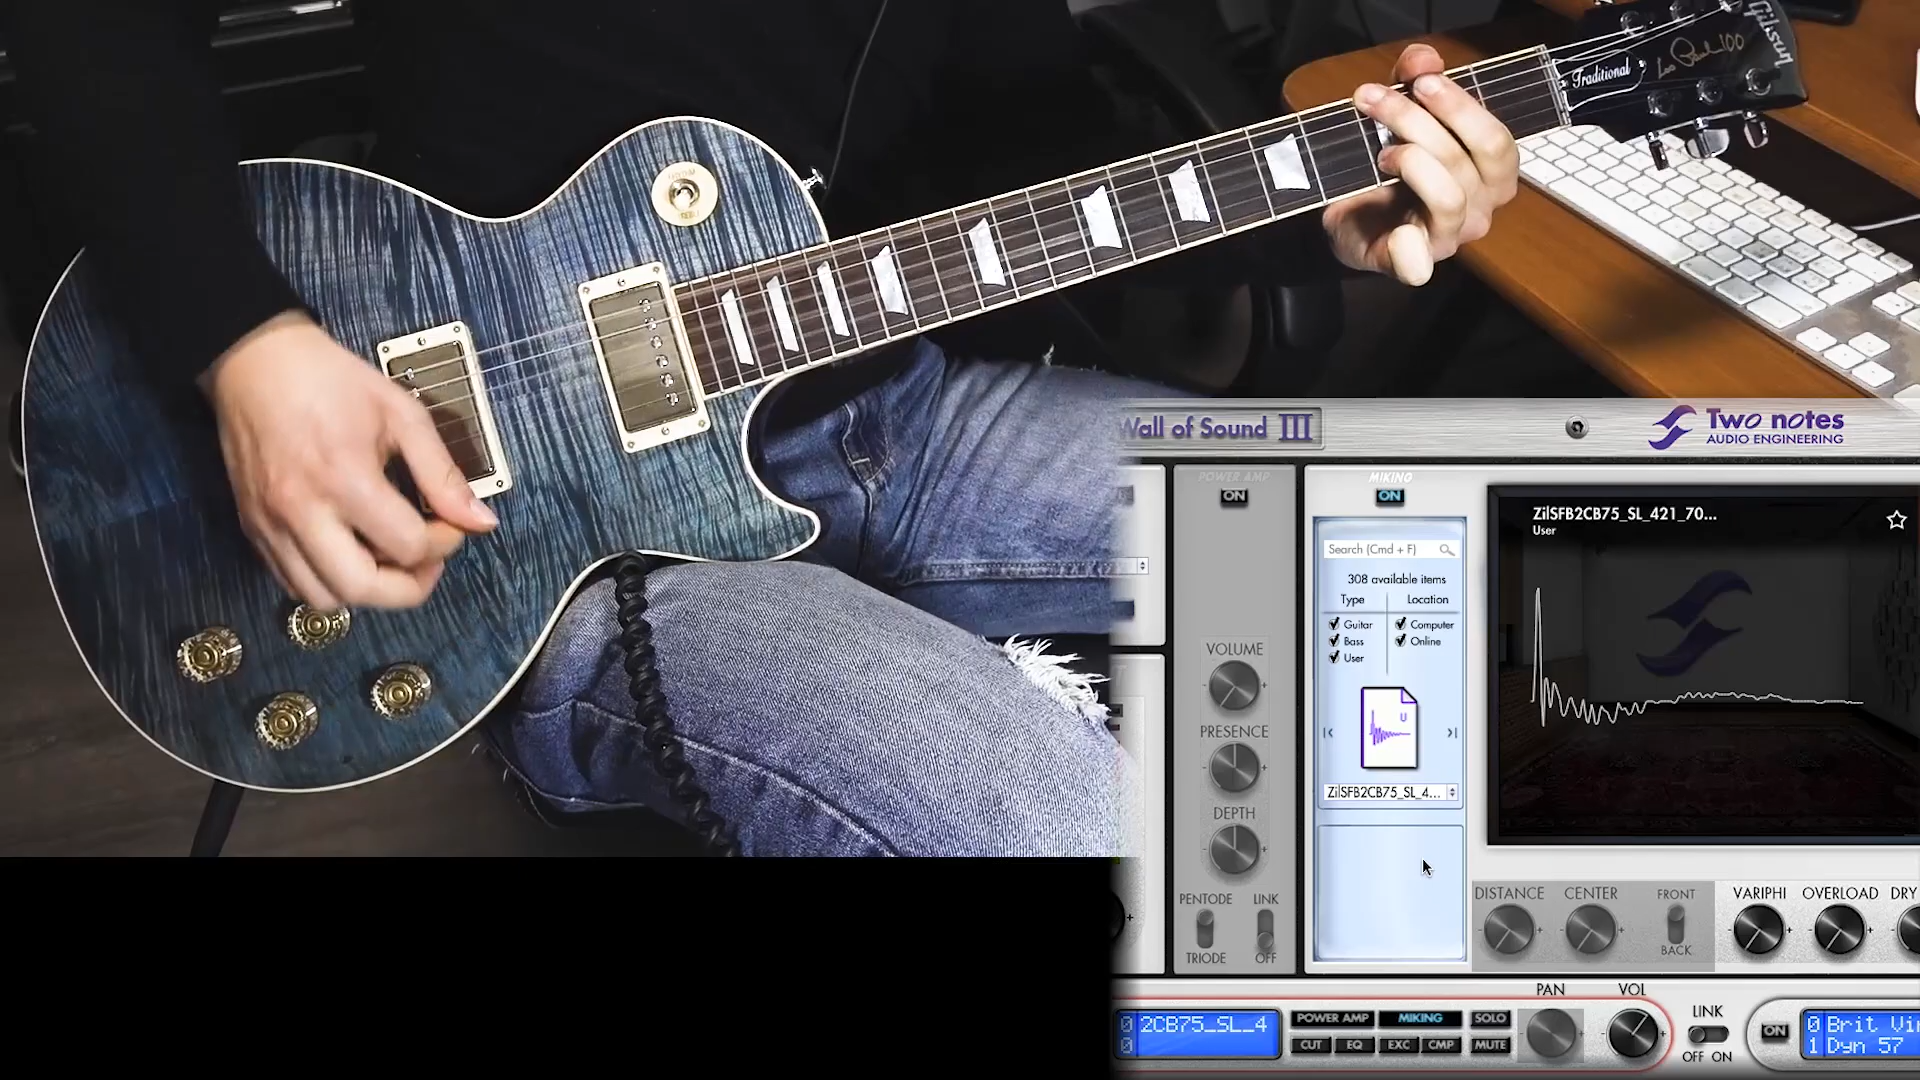 Gibson
Les Paul 100
Traditional
Wall of Sound III
Two notes
AUDIO ENGINEERING
POWER AMP
ON
MIKING
ON
ZilSFB2CB75_SL_421_70...
User
Search (Cmd + F)
308 available items
Type
Location
Guitar
Computer
Bass
Online
User
U
ZilSFB2CB75_SL_4...
VOLUME
PRESENCE
DEPTH
PENTODE
LINK
TRIODE
OFF
DISTANCE
CENTER
FRONT
BACK
VARIPHI
OVERLOAD
DRY
PAN
VOL
0 2CB75_SL_4
0
POWER AMP
MIKING
SOLO
CUT
EQ
EXC
CMP
MUTE
LINK
OFF ON
ON
0 Brit Vi
1 Dyn 57